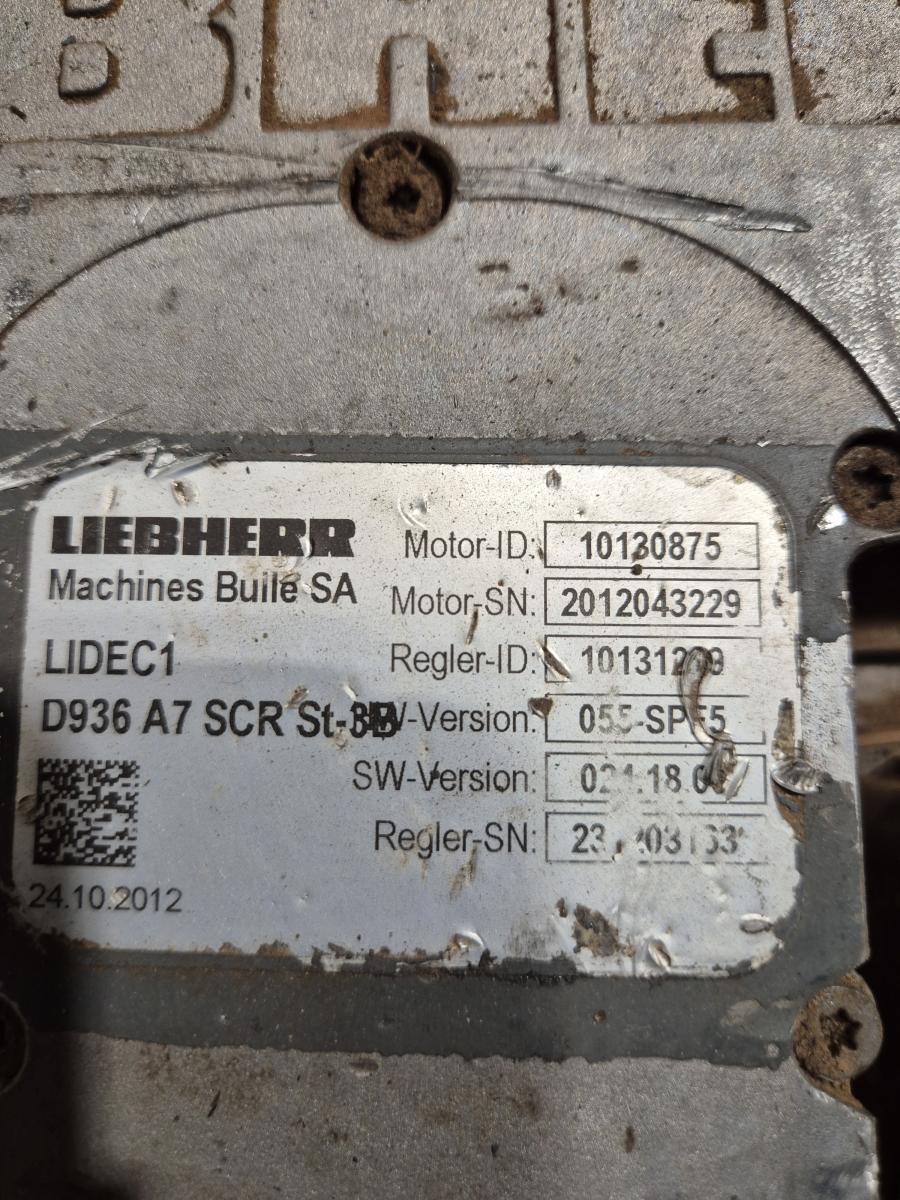 LIEBHERR
Machines Bulle SA
LIDEC1
D936 A7 SCR St-3B
24.10.2012
Motor-ID: 10130875
Motor-SN: 2012043229
Regler-ID:
HW-Version:
SW-Version:
Regler-SN: